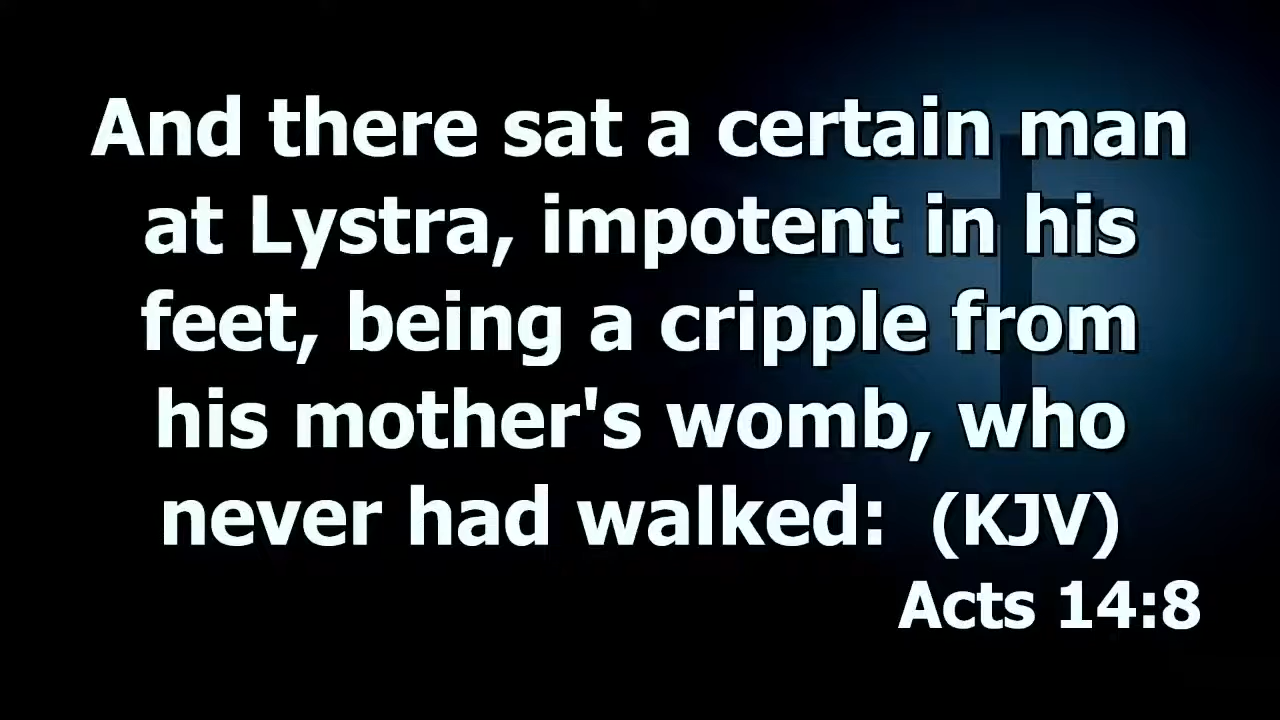 And there sat a certain man
at Lystra, impotent in his
feet, being a cripple from
his mother's womb, who
never had walked: (KJV)
Acts 14:8